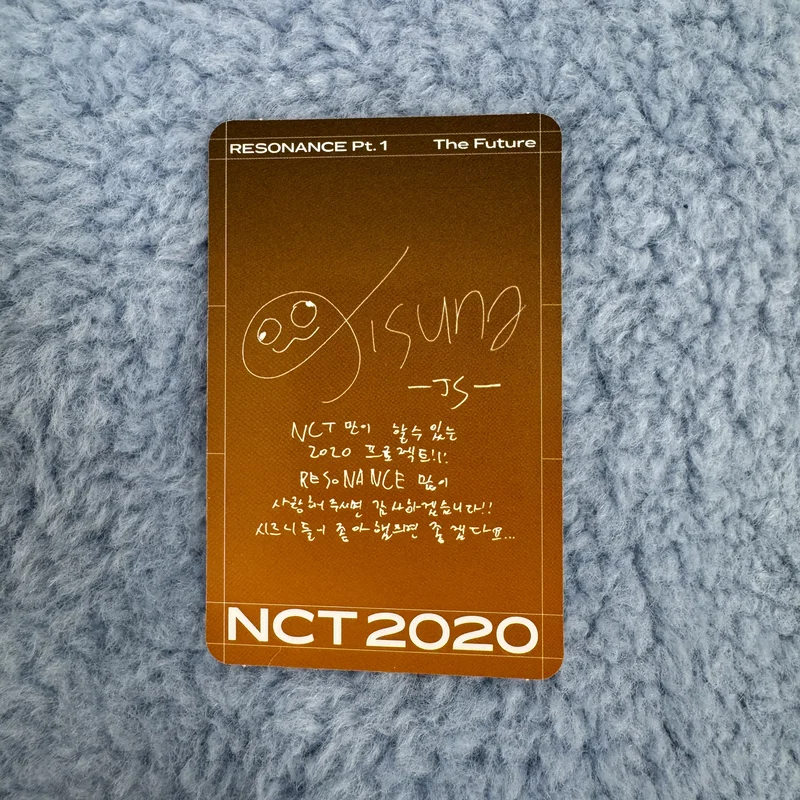 RESONANCE Pt. 1 The Future
Jisung
-JS-
NCT 만이 할수있는
2020 프로젝트!!!
RESONANCE 많이
사랑해 주시면 감사하겠습니다!!
시즈니들이 좋아해주면 좋겠다요...
NCT 2020